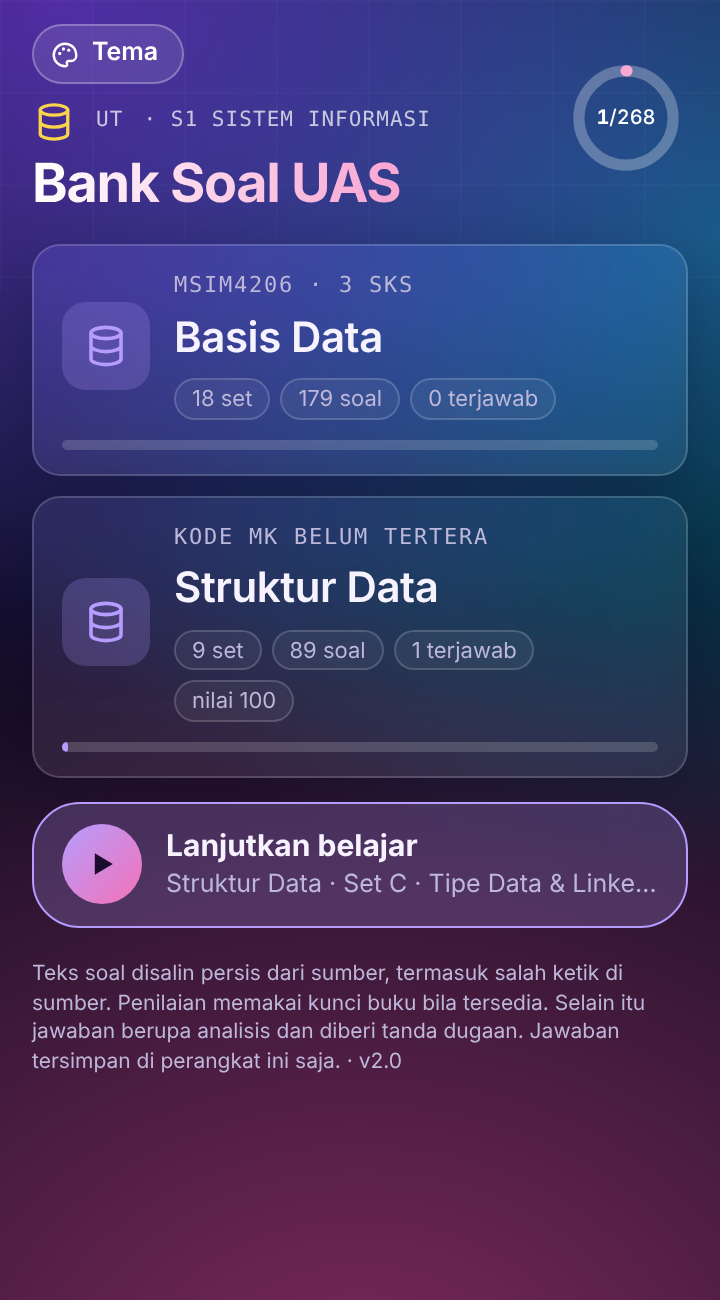 Tema
UT · S1 SISTEM INFORMASI
1/268
Bank Soal UAS
MSIM4206 · 3 SKS
Basis Data
18 set
179 soal
0 terjawab
KODE MK BELUM TERTERA
Struktur Data
9 set
89 soal
1 terjawab
nilai 100
Lanjutkan belajar
Struktur Data · Set C · Tipe Data & Linke...
Teks soal disalin persis dari sumber, termasuk salah ketik di
sumber. Penilaian memakai kunci buku bila tersedia. Selain itu
jawaban berupa analisis dan diberi tanda dugaan. Jawaban
tersimpan di perangkat ini saja. · v2.0